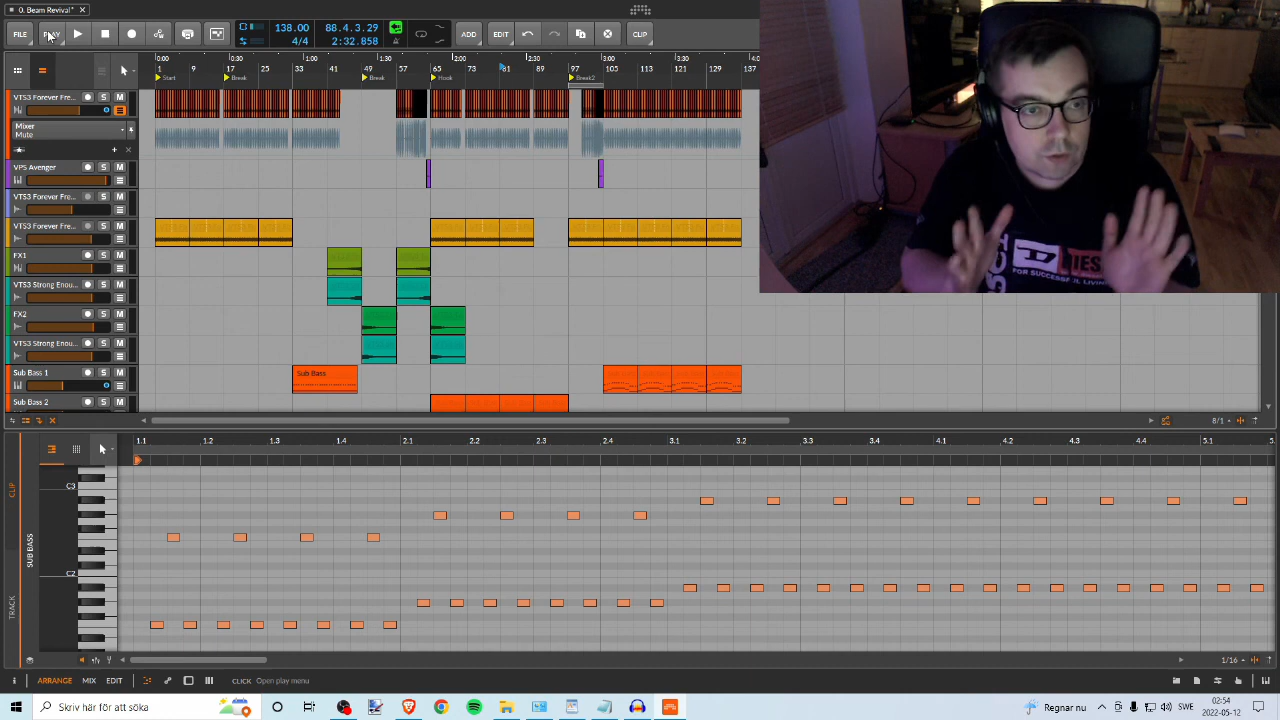 0. Beam Revival*
FILE
PLAY
138.00
4/4
88.4.3.29
2:32.858
ADD
EDIT
CLIP
0:00
0:30
1:00
1:30
2:00
2:30
3:00
3:30
1
9
17
25
33
41
49
57
65
73
81
89
97
105
113
121
129
137
Start
Break
Break
Hook
Break2
VTS3 Forever Fre...
Mixer
Mute
VPS Avenger
S
M
VTS3 Forever Fre...
S
M
VTS3 Forever Fre...
S
M
FX1
S
M
VTS3 Strong Enou...
S
M
FX2
S
M
VTS3 Strong Enou...
S
M
Sub Bass 1
S
M
Sub Bass
Sub Bass 2
S
M
8/1
1.1
1.2
1.3
1.4
2.1
2.2
2.3
2.4
3.1
3.2
3.3
3.4
4.1
4.2
4.3
4.4
5.1
C3
C2
CLIP
SUB BASS
TRACK
1/16
ARRANGE
MIX
EDIT
CLICK
Open play menu
DIESEL
FOR SUCCESSFUL LIVING
Skriv här för att söka
Regnar nu
SWE
02:54
2022-05-12